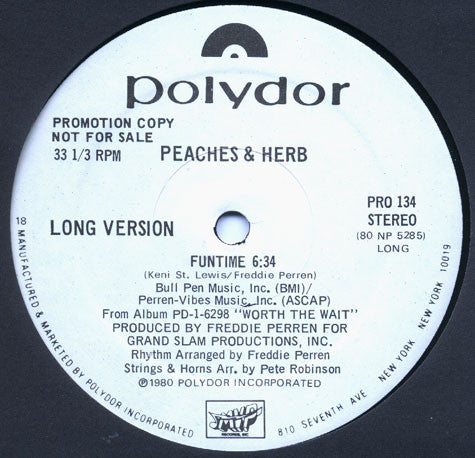 polydor
PROMOTION COPY
NOT FOR SALE
33 1/3 RPM
PEACHES & HERB
PRO 134
STEREO
(80 NP 5285)
LONG
LONG VERSION
FUNTIME 6:34
(Keni St. Lewis/Freddie Perren)
Bull Pen Music, Inc. (BMI)/
Perren-Vibes Music, Inc. (ASCAP)
From Album PD-1-6298 "WORTH THE WAIT"
PRODUCED BY FREDDIE PERREN FOR
GRAND SLAM PRODUCTIONS, INC.
Rhythm Arranged by Freddie Perren
Strings & Horns Arr. by Pete Robinson
℗1980 POLYDOR INCORPORATED
18
MANUFACTURED & MARKETED BY POLYDOR INCORPORATED
810 SEVENTH AVE NEW YORK NEW YORK 10019
MVP
RECORDS, INC.